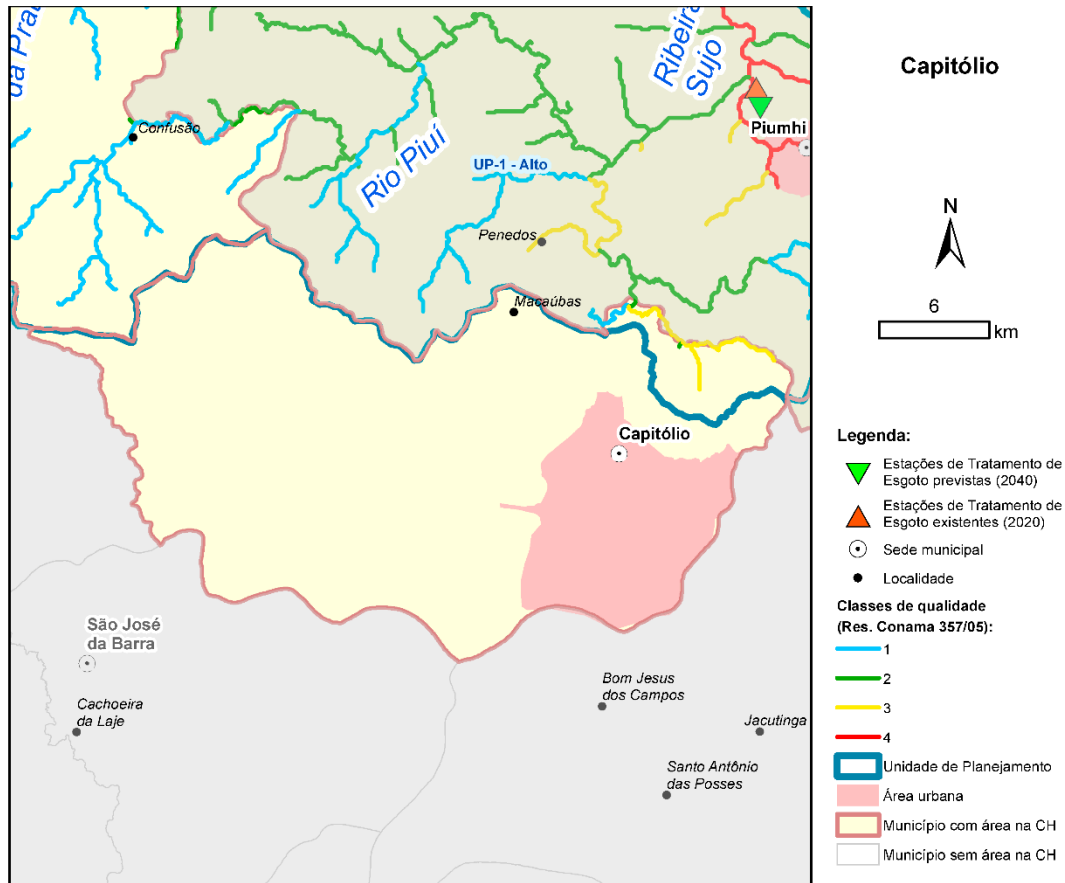 da Prat
Ribeira
Sujo
Confusão
Piumhi
Rio Piuí
UP-1 - Alto
Penedos
Macaúbas
Capitólio
São José
da Barra
Cachoeira
da Laje
Bom Jesus
dos Campos
Jacutinga
Santo Antônio
das Posses
Capitólio
N
6
km
Legenda:
Estações de Tratamento de
Esgoto previstas (2040)
Estações de Tratamento de
Esgoto existentes (2020)
Sede municipal
Localidade
Classes de qualidade
(Res. Conama 357/05):
1
2
3
4
Unidade de Planejamento
Área urbana
Município com área na CH
Município sem área na CH